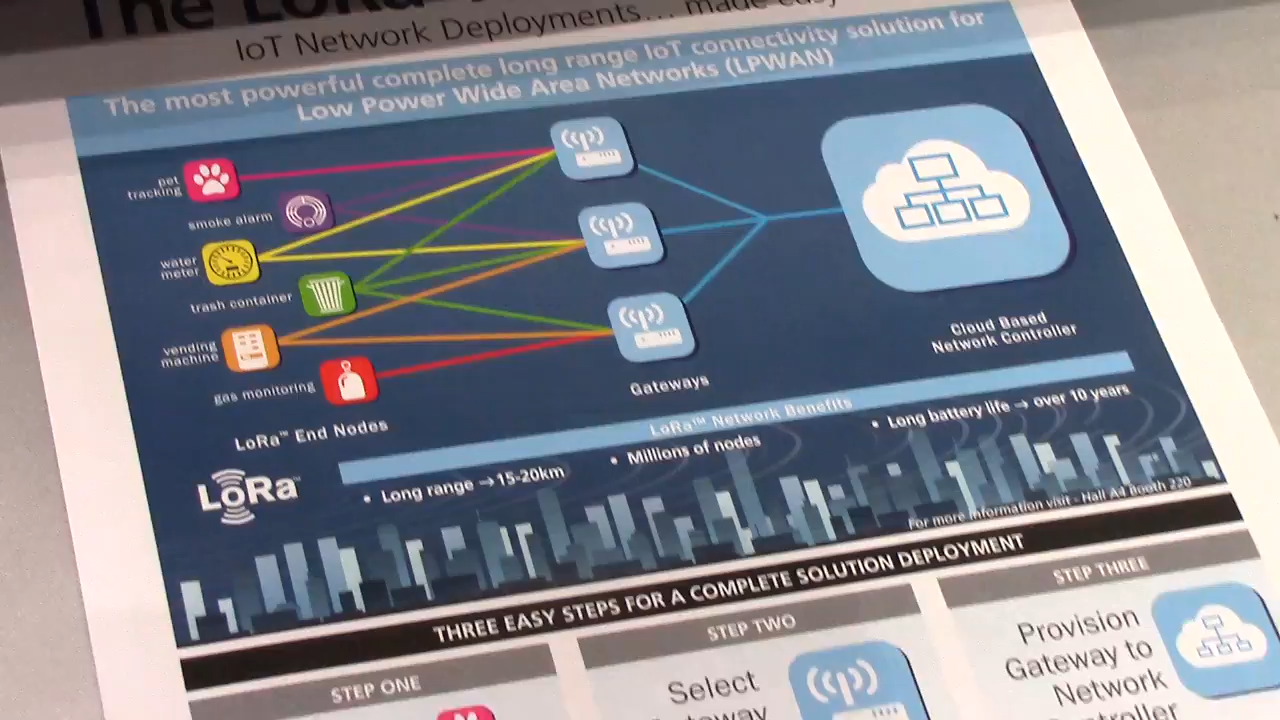 The LoRa
IoT Network Deployments... made easy
The most powerful complete long range IoT connectivity solution for
Low Power Wide Area Networks (LPWAN)
pet
tracking
smoke alarm
water
meter
trash container
vending
machine
gas monitoring
LoRa™ End Nodes
Gateways
Cloud Based
Network Controller
LoRa™ Network Benefits
LoRa™
• Long range → 15-20km
• Millions of nodes
• Long battery life → over 10 years
For more information visit - Hall A4 Booth 220
THREE EASY STEPS FOR A COMPLETE SOLUTION DEPLOYMENT
STEP ONE
STEP TWO
Select
STEP THREE
Provision
Gateway to
Network